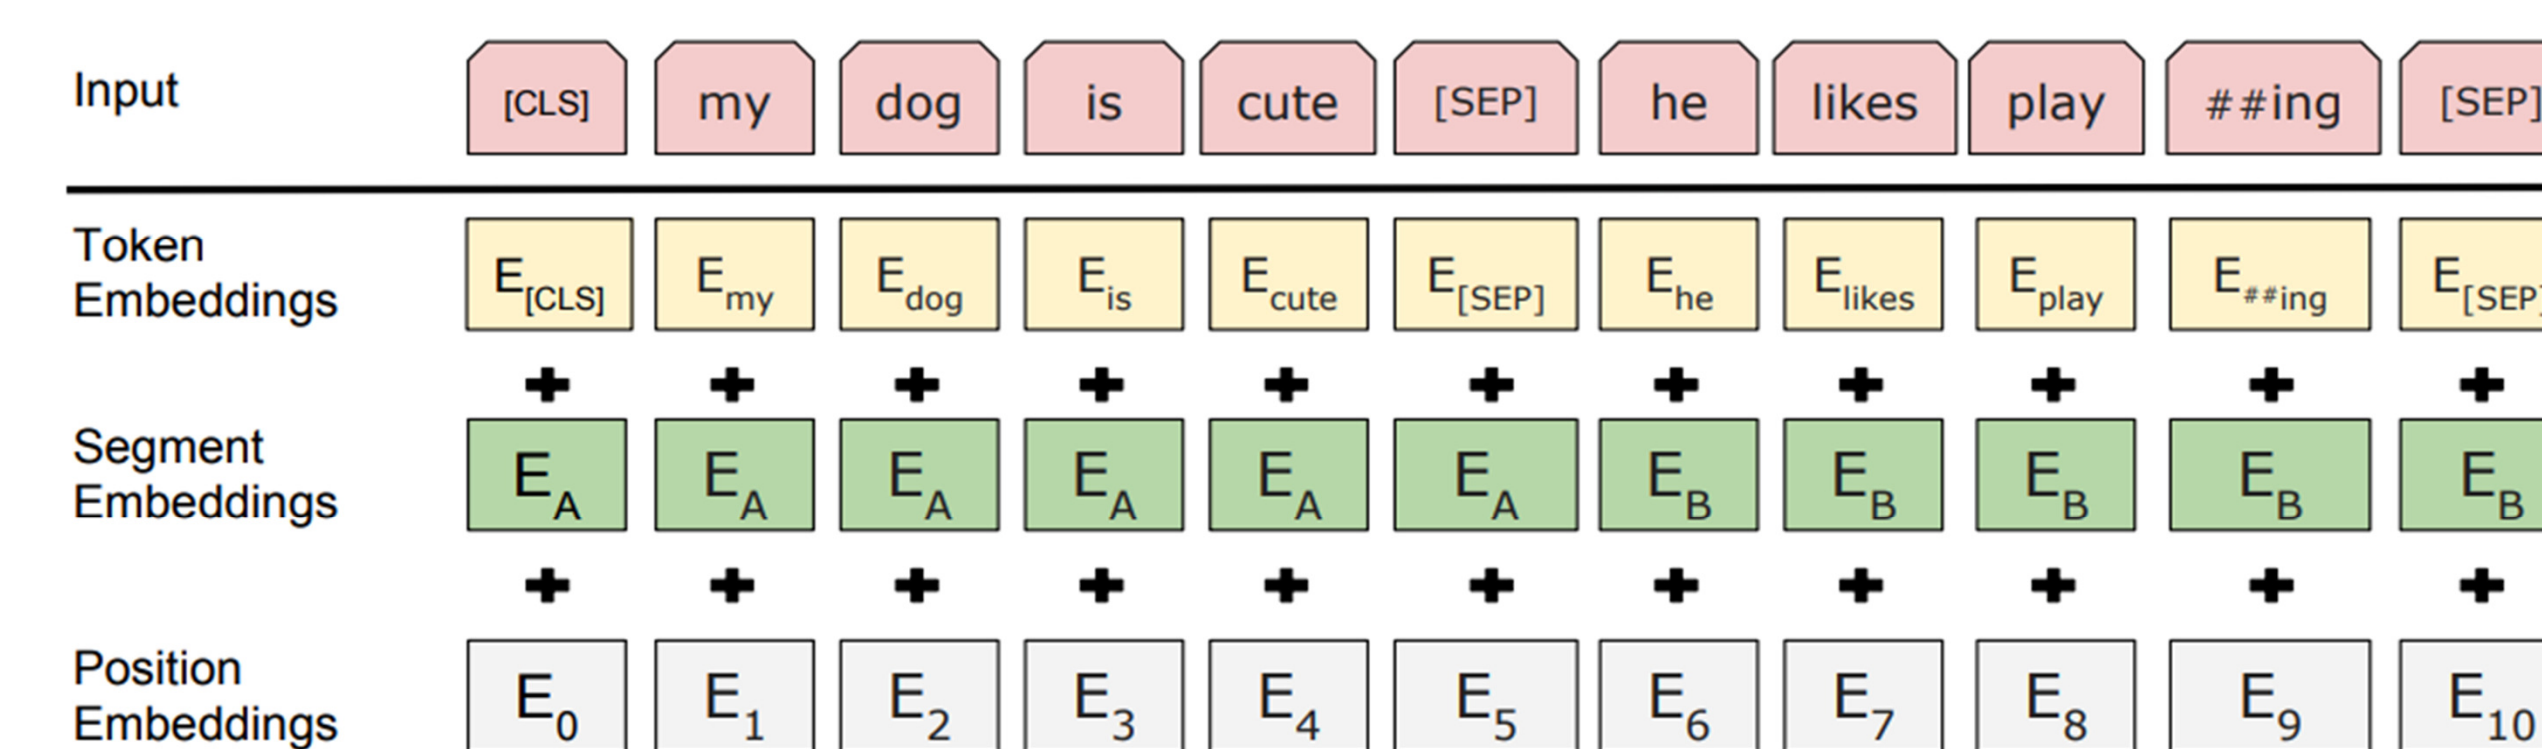 Input [CLS] my dog is cute [SEP] he likes play ##ing [SEP]
Token
Embeddings E[CLS] Emy Edog Eis Ecute E[SEP] Ehe Elikes Eplay E##ing E[SEP]
+ + + + + + + + + + +
Segment
Embeddings EA EA EA EA EA EA EB EB EB EB EB
+ + + + + + + + + + +
Position
Embeddings E0 E1 E2 E3 E4 E5 E6 E7 E8 E9 E10